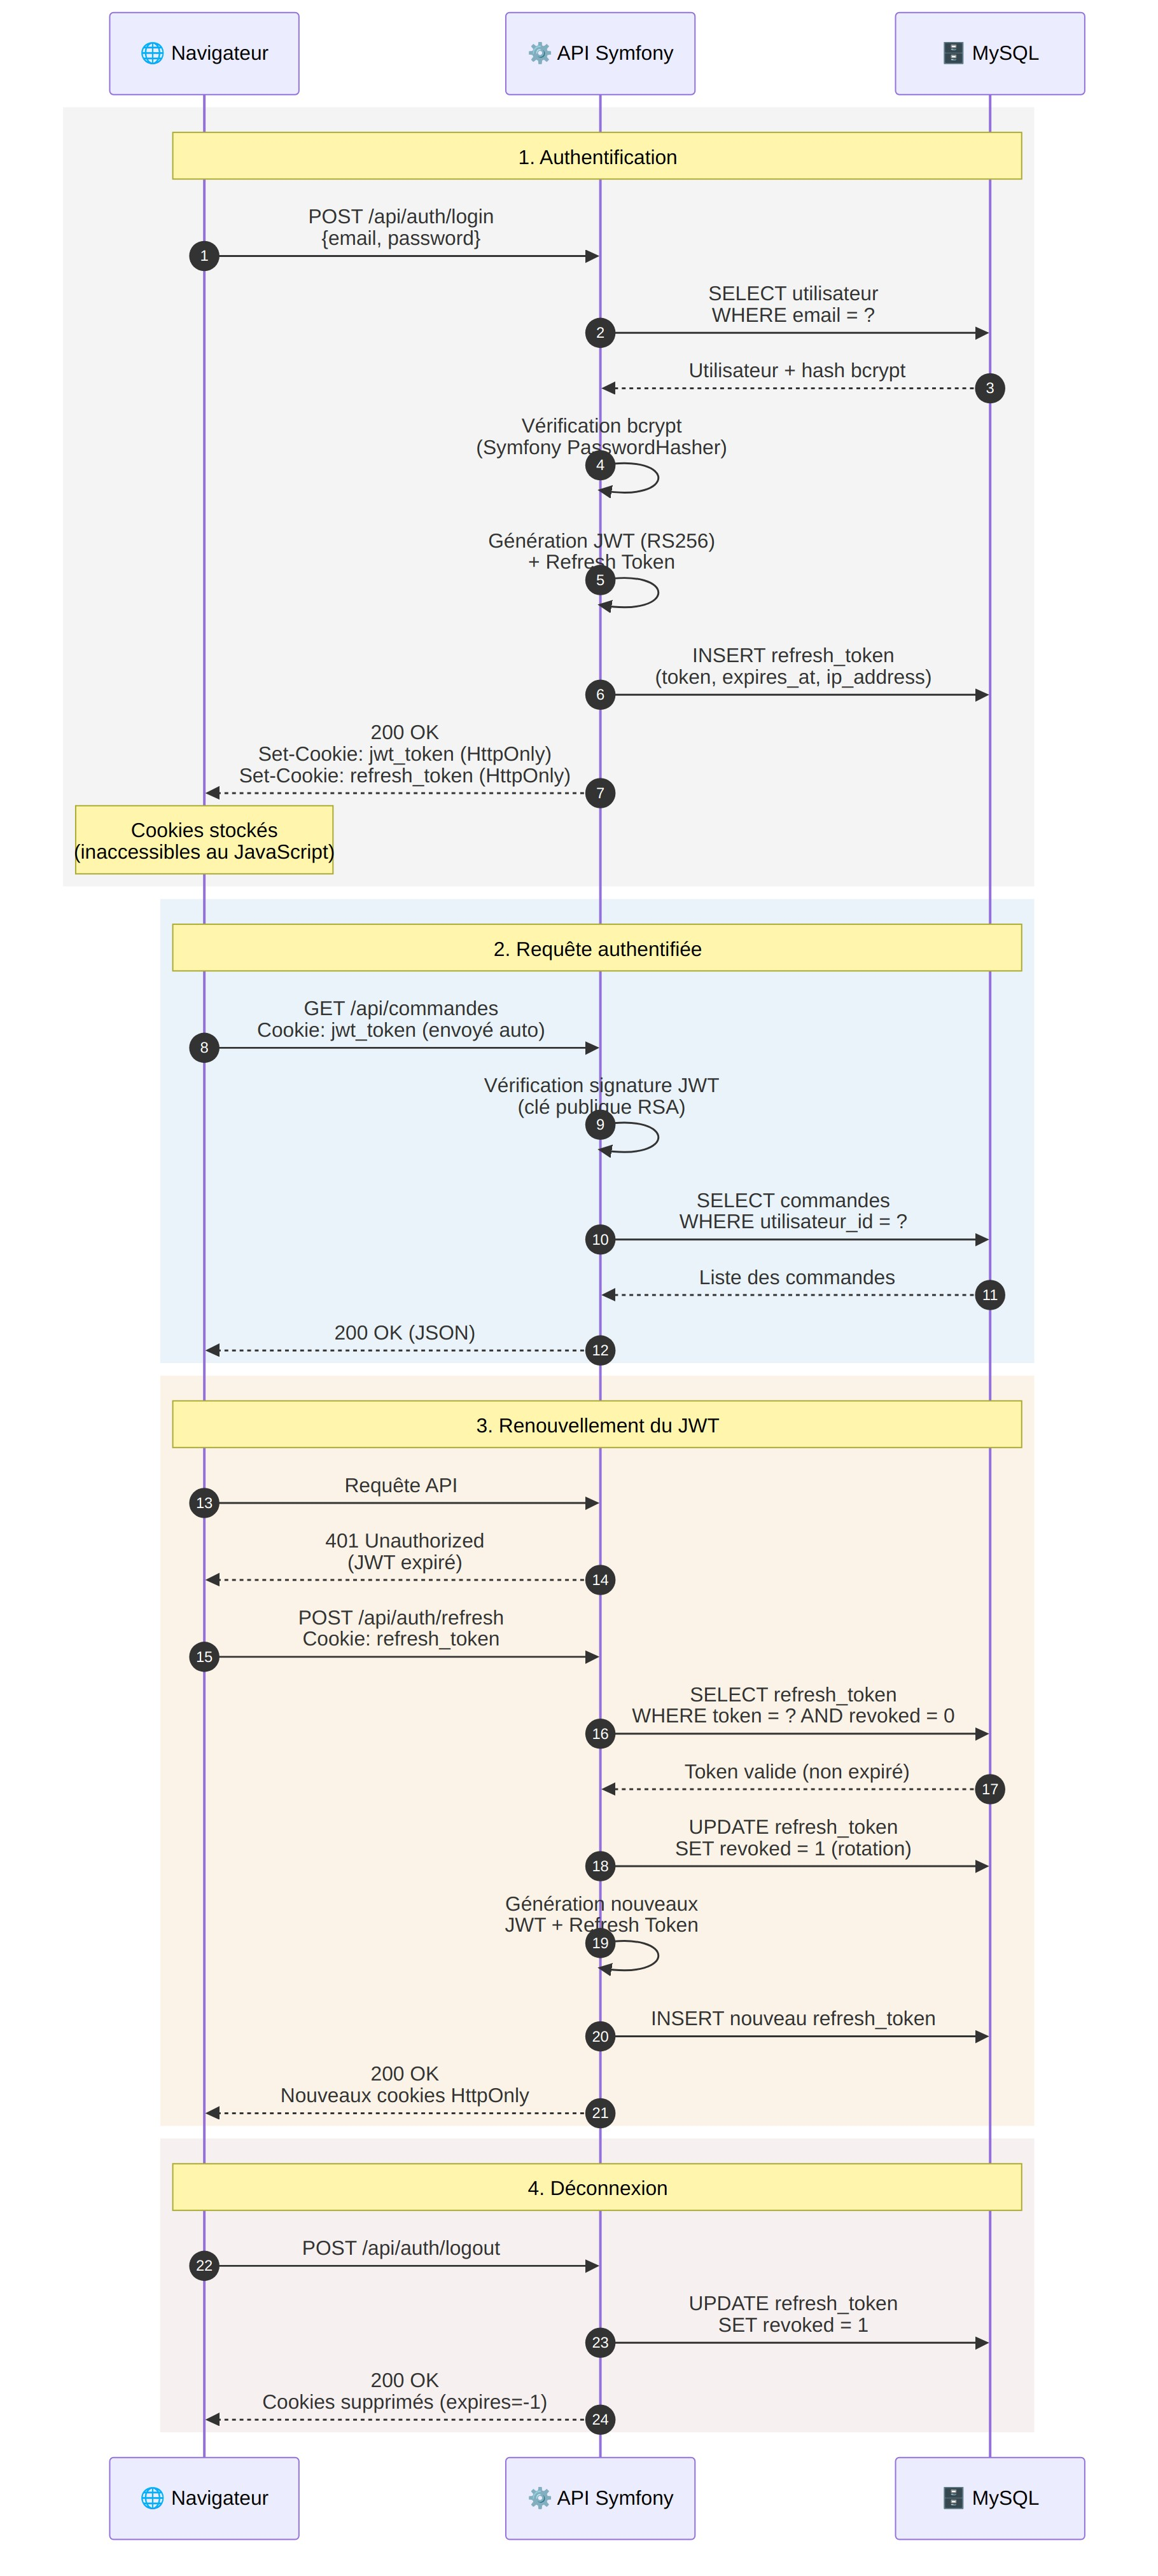 🌐 Navigateur
⚙️ API Symfony
🗄️ MySQL
1. Authentification
POST /api/auth/login
{email, password}
1
SELECT utilisateur
WHERE email = ?
2
Utilisateur + hash bcrypt
3
Vérification bcrypt
(Symfony PasswordHasher)
4
Génération JWT (RS256)
+ Refresh Token
5
INSERT refresh_token
(token, expires_at, ip_address)
6
200 OK
Set-Cookie: jwt_token (HttpOnly)
Set-Cookie: refresh_token (HttpOnly)
7
Cookies stockés
(inaccessibles au JavaScript)
2. Requête authentifiée
GET /api/commandes
Cookie: jwt_token (envoyé auto)
8
Vérification signature JWT
(clé publique RSA)
9
SELECT commandes
WHERE utilisateur_id = ?
10
Liste des commandes
11
200 OK (JSON)
12
3. Renouvellement du JWT
Requête API
13
401 Unauthorized
(JWT expiré)
14
POST /api/auth/refresh
Cookie: refresh_token
15
SELECT refresh_token
WHERE token = ? AND revoked = 0
16
Token valide (non expiré)
17
UPDATE refresh_token
SET revoked = 1 (rotation)
18
Génération nouveaux
JWT + Refresh Token
19
INSERT nouveau refresh_token
20
200 OK
Nouveaux cookies HttpOnly
21
4. Déconnexion
POST /api/auth/logout
22
UPDATE refresh_token
SET revoked = 1
23
200 OK
Cookies supprimés (expires=-1)
24
🌐 Navigateur
⚙️ API Symfony
🗄️ MySQL